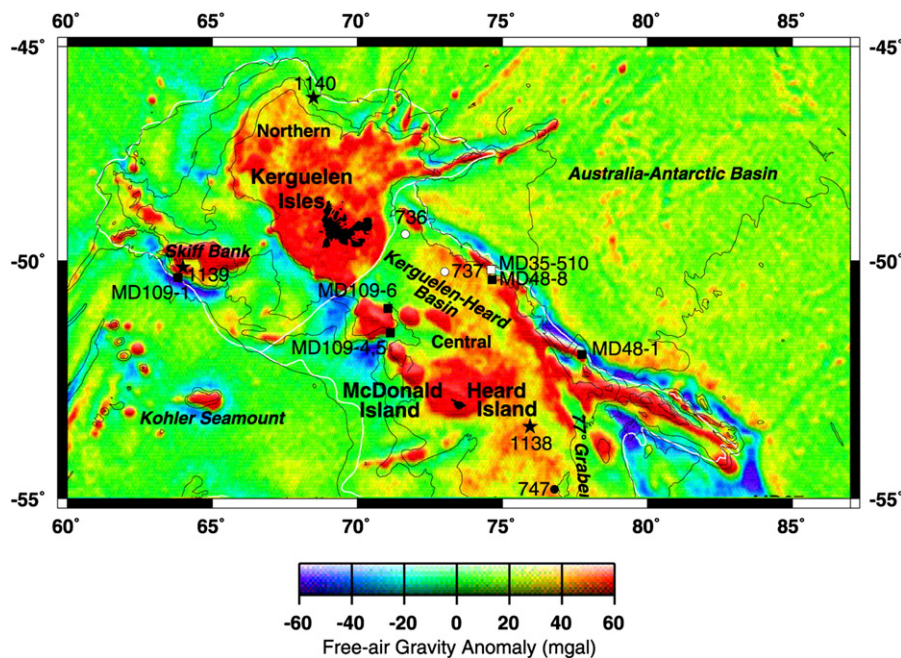 60˚ 65˚ 70˚ 75˚ 80˚ 85˚
-45˚ -45˚
1140
Northern
Kerguelen
Isles
Australia-Antarctic Basin
736
Skiff Bank
-50˚ -50˚
1139
737
MD35-510
MD109-1
MD109-6
MD48-8
Kerguelen-Heard
Basin
MD109-4,5
Central
MD48-1
McDonald
Island
Heard
Island
Kohler Seamount
1138
77° Graben
747
-55˚ -55˚
60˚ 65˚ 70˚ 75˚ 80˚ 85˚
-60 -40 -20 0 20 40 60
Free-air Gravity Anomaly (mgal)